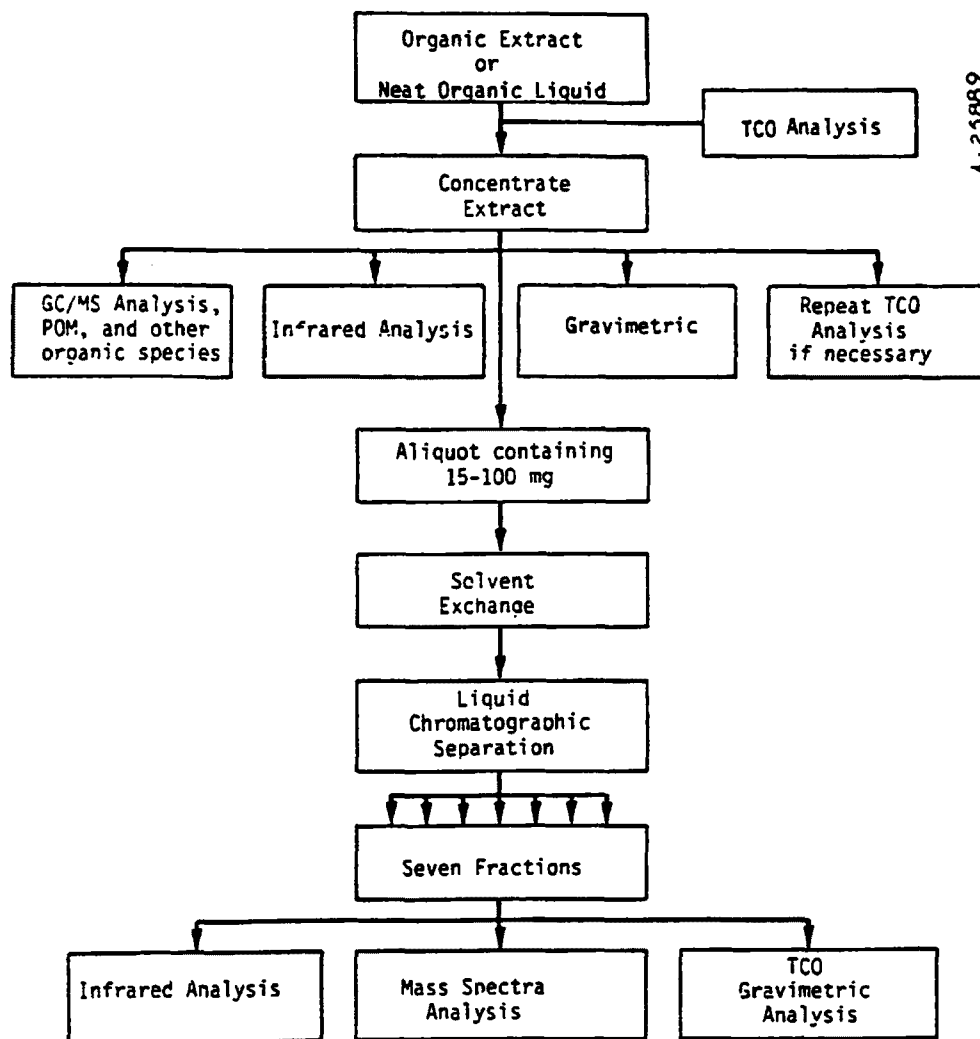 Organic Extract
or
Neat Organic Liquid
TCO Analysis
Concentrate
Extract
GC/MS Analysis,
POM, and other
organic species
Infrared Analysis
Gravimetric
Repeat TCO
Analysis
if necessary
Aliquot containing
15-100 mg
Solvent
Exchange
Liquid
Chromatographic
Separation
Seven Fractions
Infrared Analysis
Mass Spectra
Analysis
TCO
Gravimetric
Analysis